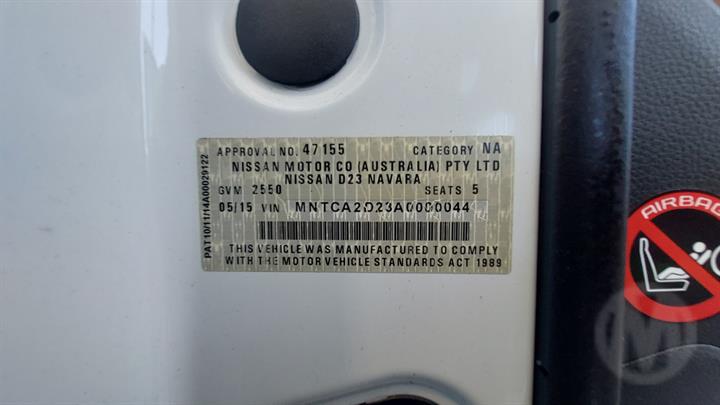 APPROVAL NO. 47155 CATEGORY NA
NISSAN MOTOR CO (AUSTRALIA) PTY LTD
NISSAN D23 NAVARA
GVM 2550 SEATS 5
05/15 VIN MNTCA2D23A0000044
THIS VEHICLE WAS MANUFACTURED TO COMPLY
WITH THE MOTOR VEHICLE STANDARDS ACT 1989
PAT10/11/14A00029122
AIRBAG
M